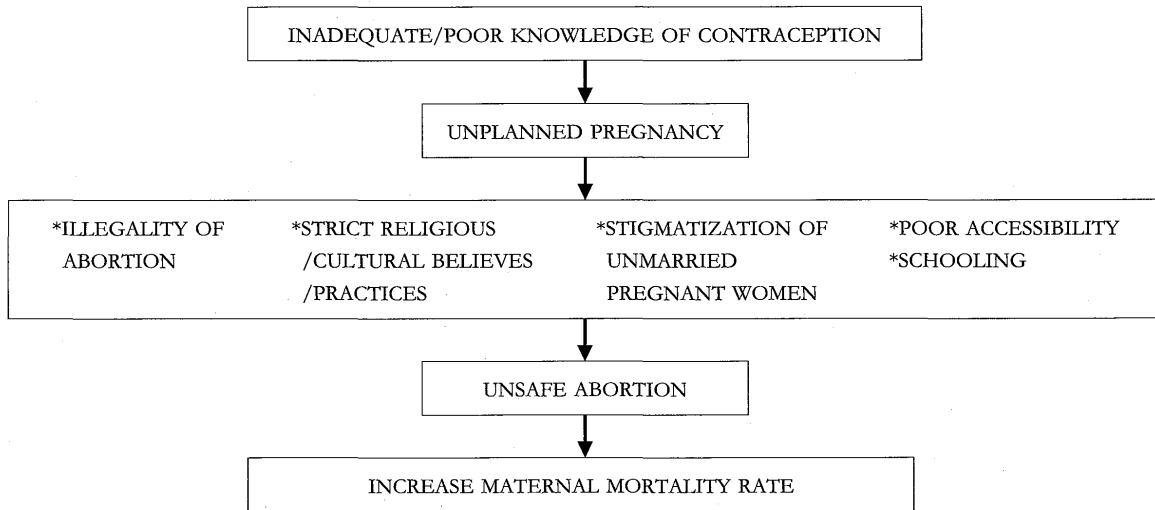 INADEQUATE/POOR KNOWLEDGE OF CONTRACEPTION
UNPLANNED PREGNANCY
*ILLEGALITY OF
ABORTION
*STRICT RELIGIOUS
/CULTURAL BELIEVES
/PRACTICES
*STIGMATIZATION OF
UNMARRIED
PREGNANT WOMEN
*POOR ACCESSIBILITY
*SCHOOLING
UNSAFE ABORTION
INCREASE MATERNAL MORTALITY RATE